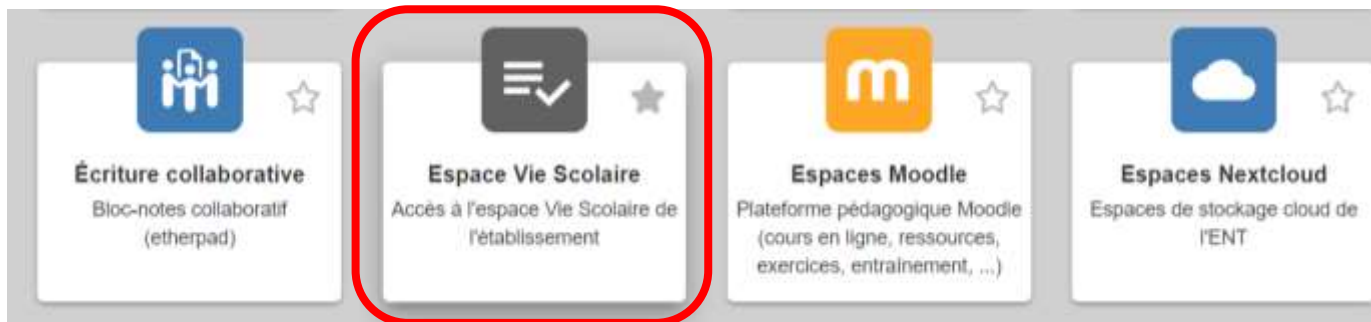 Écriture collaborative
Bloc-notes collaboratif
(etherpad)
Espace Vie Scolaire
Accès à l'espace Vie Scolaire de
l'établissement
m
Espaces Moodle
Plateforme pédagogique Moodle
(cours en ligne, ressources,
exercices, entraînement, ...)
Espaces Nextcloud
Espaces de stockage cloud de
l'ENT